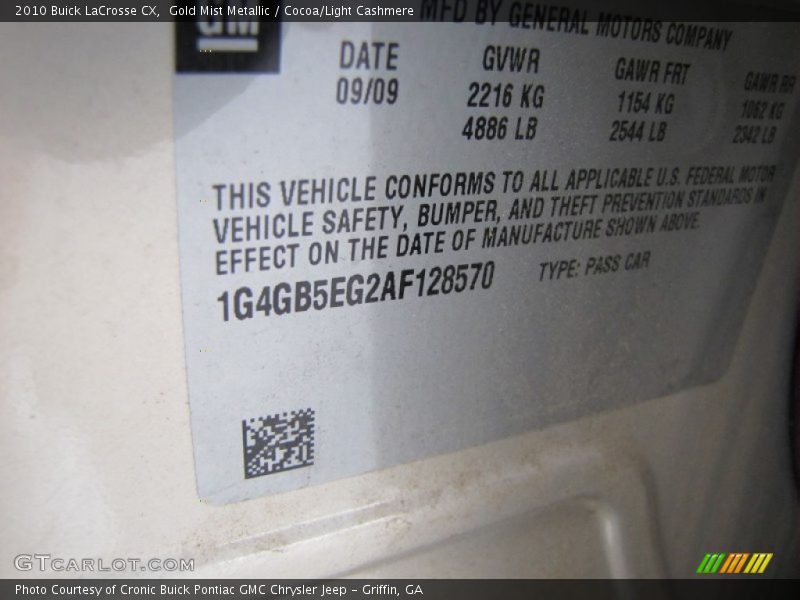 2010 Buick LaCrosse CX, Gold Mist Metallic / Cocoa/Light Cashmere
GM MFD BY GENERAL MOTORS COMPANY
DATE GVWR GAWR FRT GAWR RR
09/09 2216 KG 1154 KG 1062 KG
4886 LB 2544 LB 2342 LB
THIS VEHICLE CONFORMS TO ALL APPLICABLE U.S. FEDERAL MOTOR
VEHICLE SAFETY, BUMPER, AND THEFT PREVENTION STANDARDS IN
EFFECT ON THE DATE OF MANUFACTURE SHOWN ABOVE.
1G4GB5EG2AF128570 TYPE: PASS CAR
GTCARLOT.COM
Photo Courtesy of Cronic Buick Pontiac GMC Chrysler Jeep - Griffin, GA